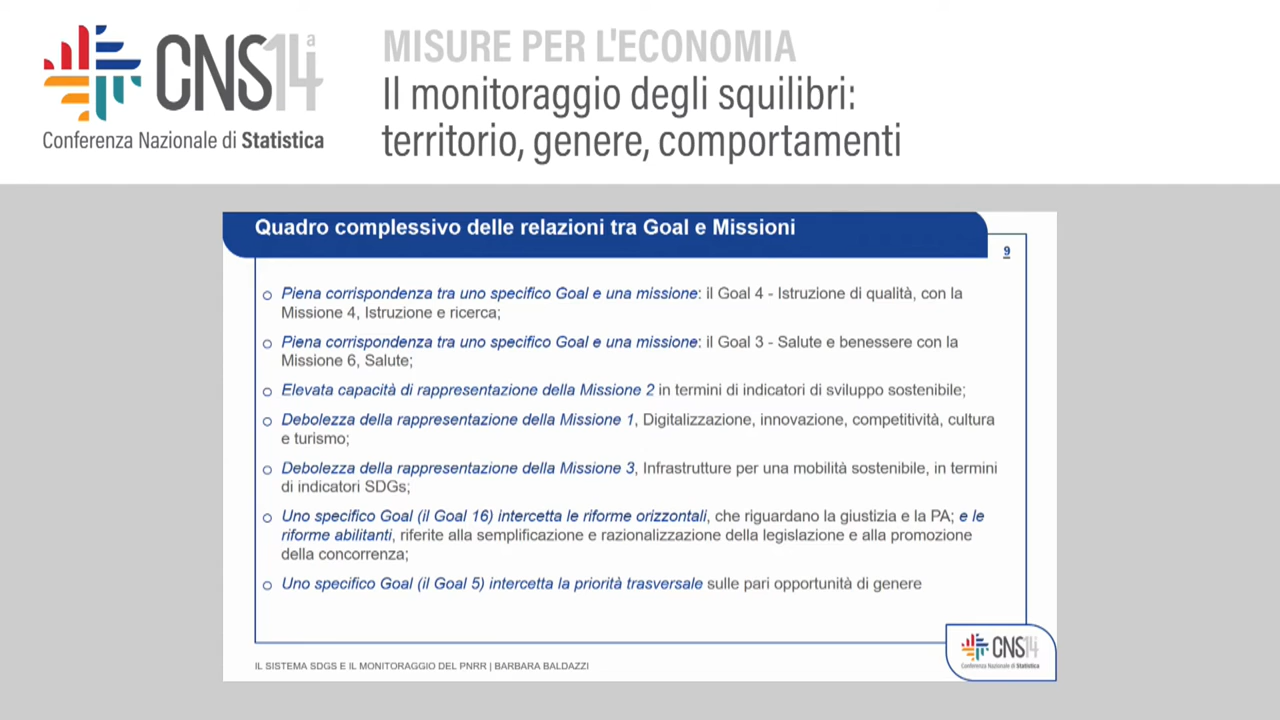 CNS14a
Conferenza Nazionale di Statistica
MISURE PER L'ECONOMIA
Il monitoraggio degli squilibri:
territorio, genere, comportamenti
Quadro complessivo delle relazioni tra Goal e Missioni
9
Piena corrispondenza tra uno specifico Goal e una missione: il Goal 4 - Istruzione di qualità, con la
Missione 4, Istruzione e ricerca;
Piena corrispondenza tra uno specifico Goal e una missione: il Goal 3 - Salute e benessere con la
Missione 6, Salute;
Elevata capacità di rappresentazione della Missione 2 in termini di indicatori di sviluppo sostenibile;
Debolezza della rappresentazione della Missione 1, Digitalizzazione, innovazione, competitività, cultura
e turismo;
Debolezza della rappresentazione della Missione 3, Infrastrutture per una mobilità sostenibile, in termini
di indicatori SDGs;
Uno specifico Goal (il Goal 16) intercetta le riforme orizzontali, che riguardano la giustizia e la PA; e le
riforme abilitanti, riferite alla semplificazione e razionalizzazione della legislazione e alla promozione
della concorrenza;
Uno specifico Goal (il Goal 5) intercetta la priorità trasversale sulle pari opportunità di genere
IL SISTEMA SDGS E IL MONITORAGGIO DEL PNRR | BARBARA BALDAZZI
CNS14
Conferenza Nazionale di Statistica